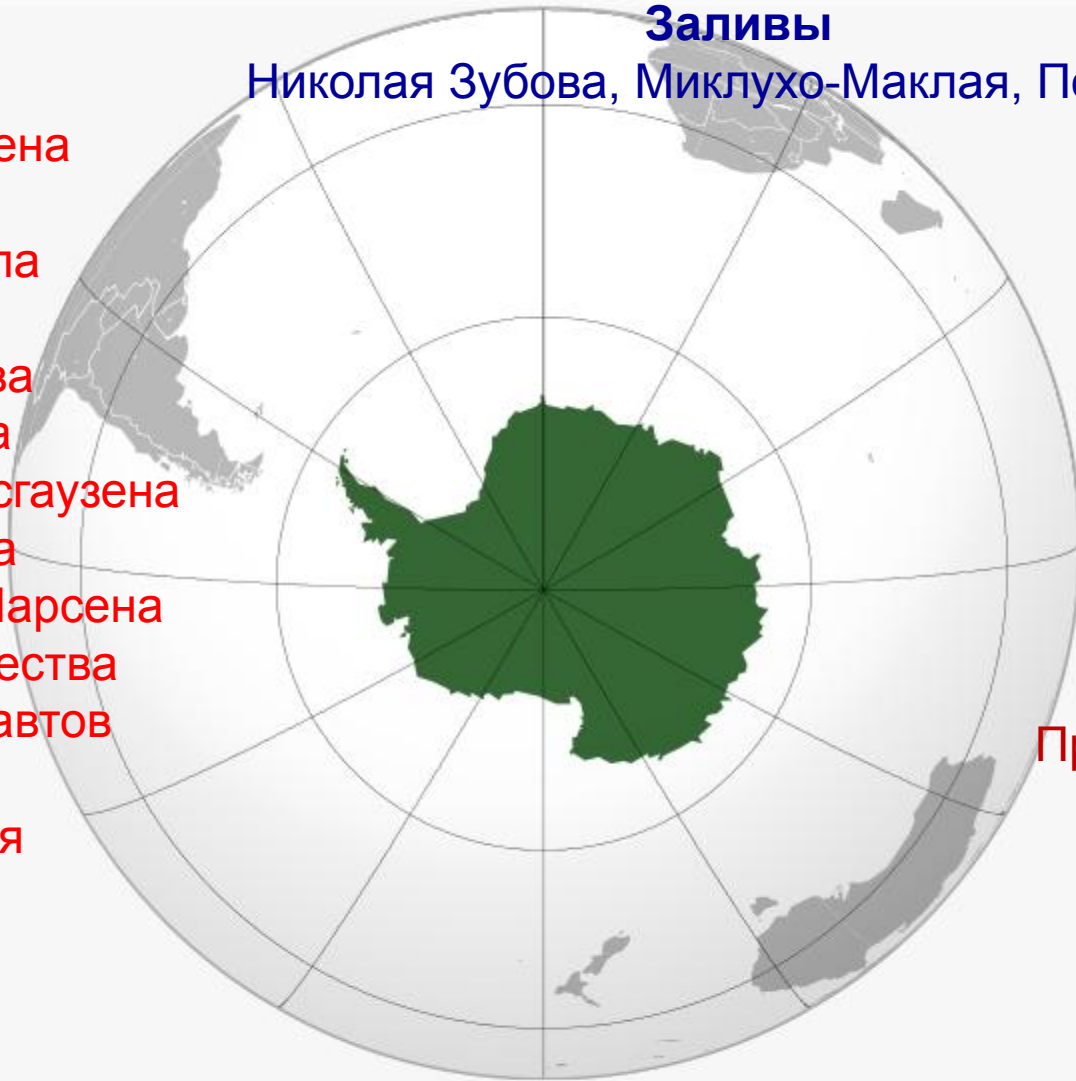 Заливы
Николая Зубова, Миклухо-Маклая, По
ена
ла
ва
а
сгаузена
а
Ларсена
ества
автов
я
Пр